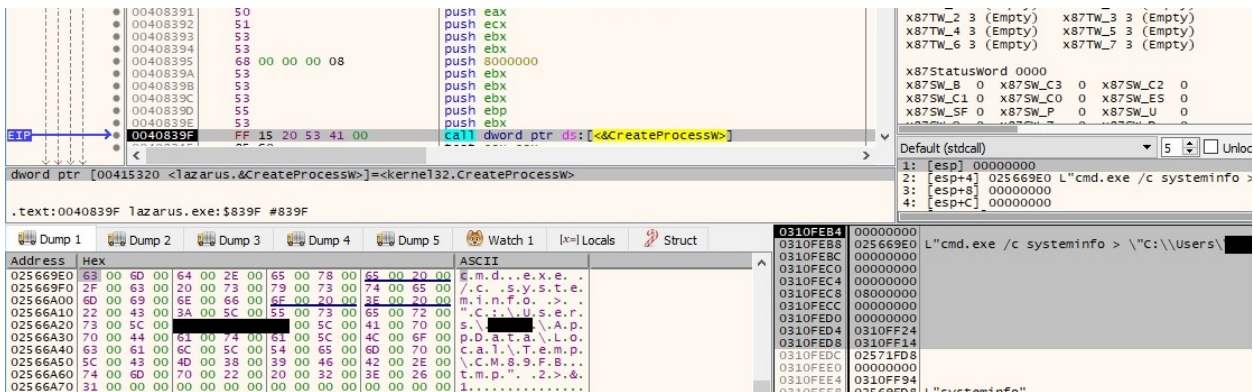 00408391 50 push eax
00408392 51 push ecx
00408393 53 push ebx
00408394 53 push ebx
00408395 68 00 00 00 08 push 8000000
0040839A 53 push ebx
0040839B 53 push ebx
0040839C 53 push ebx
0040839D 55 push ebp
0040839E 53 push ebx
EIP 0040839F FF 15 20 53 41 00 call dword ptr ds:[<&CreateProcessW>]
dword ptr [00415320 <lazarus.&CreateProcessW>]=<kernel32.CreateProcessW>
.text:0040839F lazarus.exe:$839F #839F
x87TW_2 3 (Empty) x87TW_3 3 (Empty)
x87TW_4 3 (Empty) x87TW_5 3 (Empty)
x87TW_6 3 (Empty) x87TW_7 3 (Empty)
x87StatusWord 0000
x87SW_B 0 x87SW_C3 0 x87SW_C2 0
x87SW_C1 0 x87SW_C0 0 x87SW_ES 0
x87SW_SF 0 x87SW_P 0 x87SW_U 0
Default (stdcall) 5 Unloc
1: [esp] 00000000
2: [esp+4] 025669E0 L"cmd.exe /c systeminfo >
3: [esp+8] 00000000
4: [esp+C] 00000000
Dump 1 Dump 2 Dump 3 Dump 4 Dump 5 Watch 1 [x=] Locals Struct
Address Hex ASCII
025669E0 63 00 6D 00 64 00 2E 00 65 00 78 00 65 00 20 00 c.m.d...e.x.e. .
025669F0 2F 00 63 00 20 00 73 00 79 00 73 00 74 00 65 00 /.c. .s.y.s.t.e.
02566A00 6D 00 69 00 6E 00 66 00 6F 00 20 00 3E 00 20 00 m.i.n.f.o. .>. .
02566A10 22 00 43 00 3A 00 5C 00 55 00 73 00 65 00 72 00 ".C.:.\.U.s.e.r.
02566A20 73 00 5C 00 00 5C 00 41 00 70 00 s.\. .\.A.p.
02566A30 70 00 44 00 61 00 74 00 61 00 5C 00 4C 00 6F 00 p.D.a.t.a.\.L.o.
02566A40 63 00 61 00 6C 00 5C 00 54 00 65 00 6D 00 70 00 c.a.l.\.T.e.m.p.
02566A50 5C 00 43 00 4D 00 38 00 39 00 46 00 42 00 2E 00 \.C.M.8.9.F.B...
02566A60 74 00 6D 00 70 00 22 00 20 00 32 00 3E 00 26 00 t.m.p.". .2.>.&.
02566A70 31 00 00 00 00 00 00 00 00 00 00 00 00 00 00 00 1...............
0310FEB4 00000000
0310FEB8 025669E0 L"cmd.exe /c systeminfo > \"C:\\Users\
0310FEBC 00000000
0310FEC0 00000000
0310FEC4 00000000
0310FEC8 08000000
0310FECC 00000000
0310FED0 00000000
0310FED4 0310FF24
0310FED8 0310FF14
0310FEDC 02571FD8
0310FEE0 00000000
0310FEE4 0310FF94